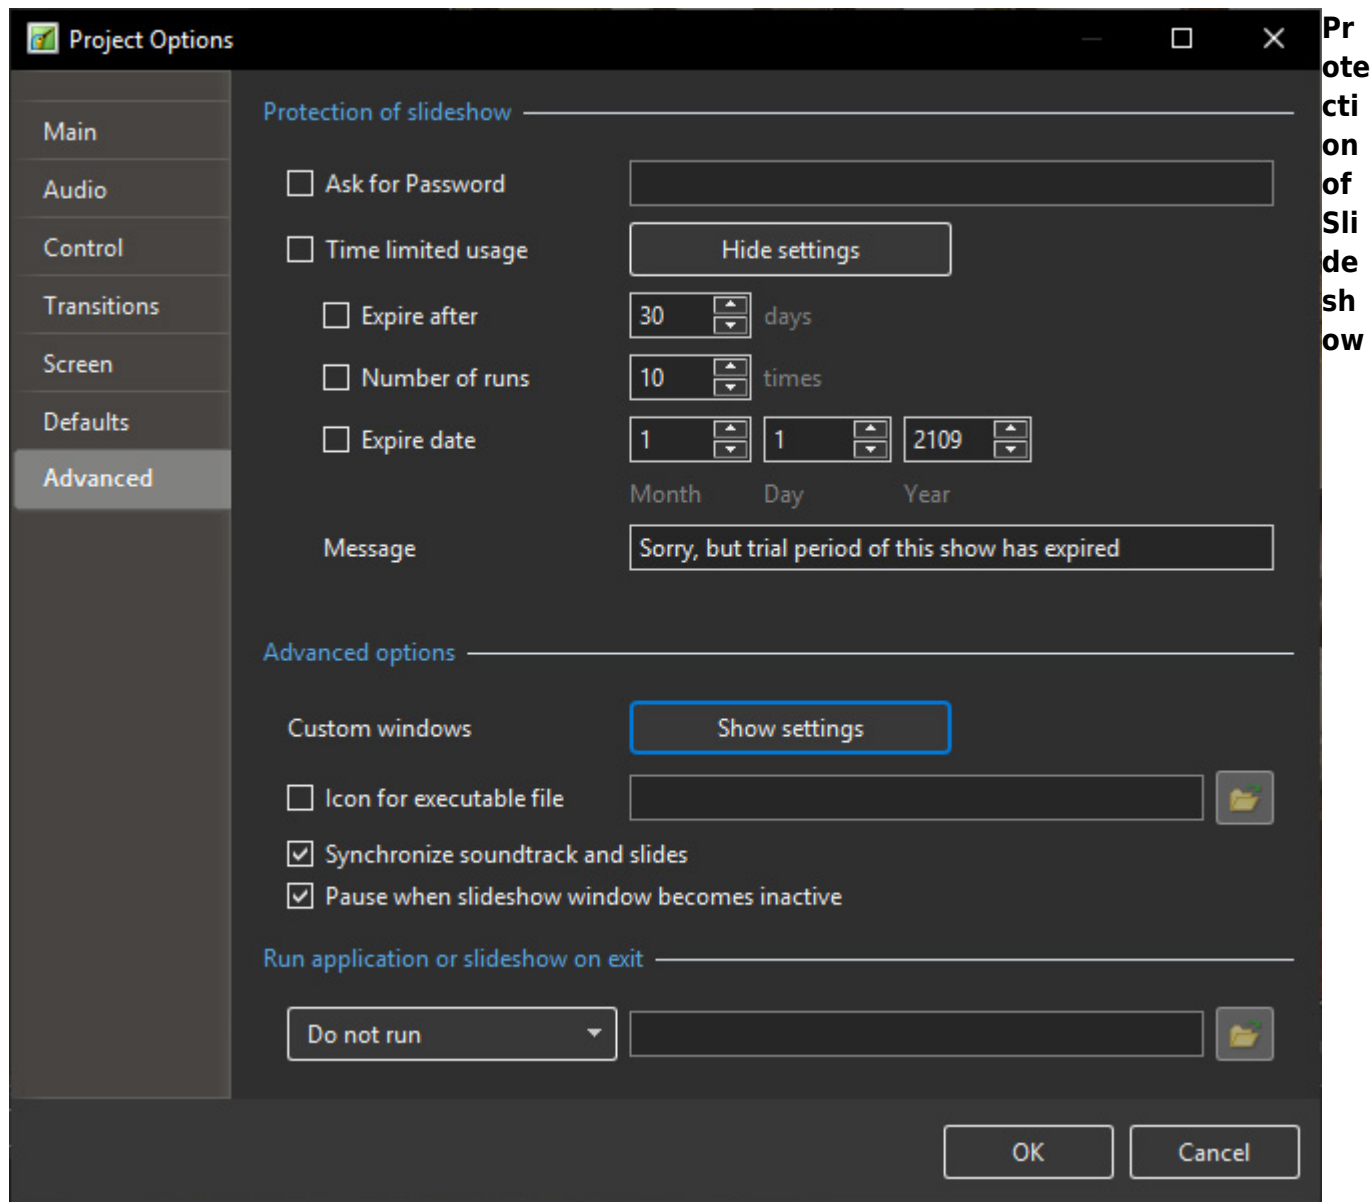 Project Options
Main
Audio
Control
Transitions
Screen
Defaults
Advanced
Protection of slideshow
Ask for Password
Time limited usage
Hide settings
Expire after
30
days
Number of runs
10
times
Expire date
1
1
2109
Month
Day
Year
Message
Sorry, but trial period of this show has expired
Advanced options
Custom windows
Show settings
Icon for executable file
Synchronize soundtrack and slides
Pause when slideshow window becomes inactive
Run application or slideshow on exit
Do not run
OK
Cancel
Pr
ote
cti
on
of
Sli
de
sh
ow